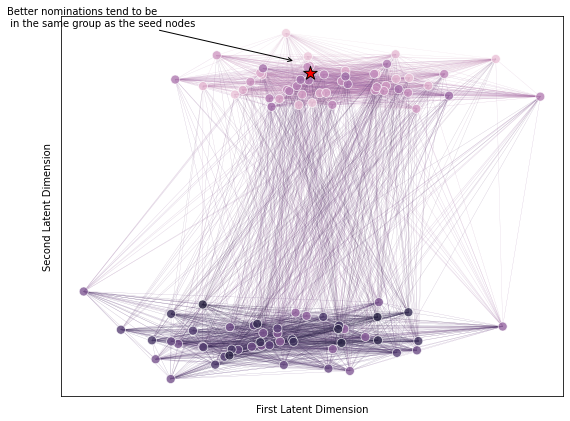 Better nominations tend to be
in the same group as the seed nodes
Second Latent Dimension
First Latent Dimension